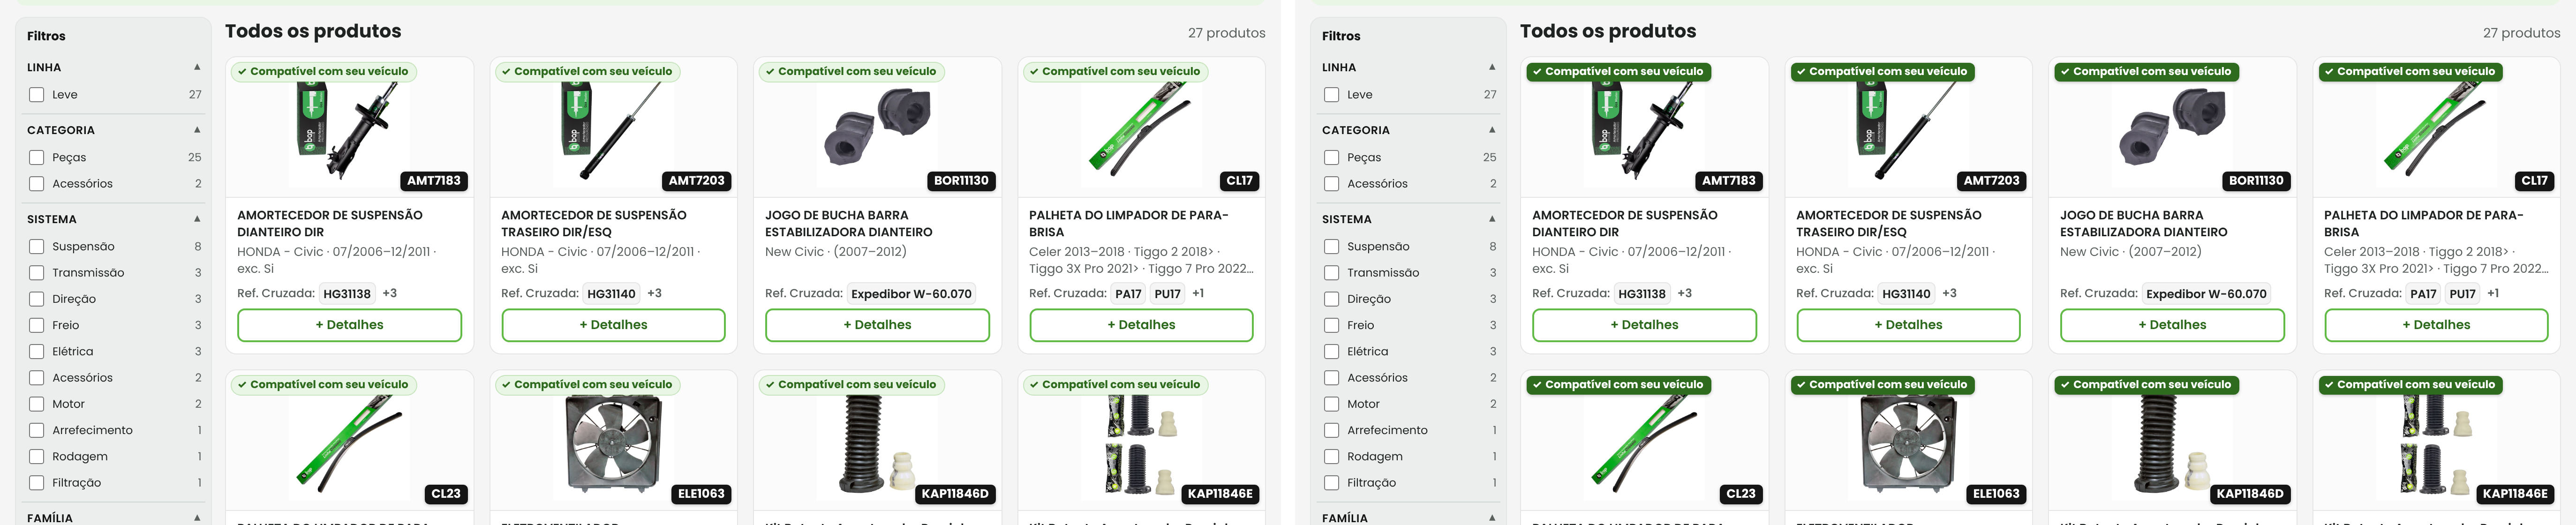 Filtros
LINHA
Leve 27
CATEGORIA
Peças 25
Acessórios 2
SISTEMA
Suspensão 8
Transmissão 3
Direção 3
Freio 3
Elétrica 3
Acessórios 2
Motor 2
Arrefecimento 1
Rodagem 1
Filtração 1
FAMÍLIA
Todos os produtos
27 produtos
✓ Compatível com seu veículo
bap
AMT7183
AMORTECEDOR DE SUSPENSÃO
DIANTEIRO DIR
HONDA - Civic · 07/2006–12/2011 ·
exc. Si
Ref. Cruzada: HG31138 +3
+ Detalhes
✓ Compatível com seu veículo
bap
AMT7203
AMORTECEDOR DE SUSPENSÃO
TRASEIRO DIR/ESQ
HONDA - Civic · 07/2006–12/2011 ·
exc. Si
Ref. Cruzada: HG31140 +3
+ Detalhes
✓ Compatível com seu veículo
BOR11130
JOGO DE BUCHA BARRA
ESTABILIZADORA DIANTEIRO
New Civic · (2007–2012)
Ref. Cruzada: Expedibor W-60.070
+ Detalhes
✓ Compatível com seu veículo
bap
CL17
PALHETA DO LIMPADOR DE PARA-
BRISA
Celer 2013–2018 · Tiggo 2 2018> ·
Tiggo 3X Pro 2021> · Tiggo 7 Pro 2022...
Ref. Cruzada: PA17 PU17 +1
+ Detalhes
✓ Compatível com seu veículo
CL23
✓ Compatível com seu veículo
ELE1063
✓ Compatível com seu veículo
KAP11846D
✓ Compatível com seu veículo
KAP11846E
Filtros
LINHA
Leve 27
CATEGORIA
Peças 25
Acessórios 2
SISTEMA
Suspensão 8
Transmissão 3
Direção 3
Freio 3
Elétrica 3
Acessórios 2
Motor 2
Arrefecimento 1
Rodagem 1
Filtração 1
FAMÍLIA
Todos os produtos
27 produtos
✓ Compatível com seu veículo
bap
AMT7183
AMORTECEDOR DE SUSPENSÃO
DIANTEIRO DIR
HONDA - Civic · 07/2006–12/2011 ·
exc. Si
Ref. Cruzada: HG31138 +3
+ Detalhes
✓ Compatível com seu veículo
bap
AMT7203
AMORTECEDOR DE SUSPENSÃO
TRASEIRO DIR/ESQ
HONDA - Civic · 07/2006–12/2011 ·
exc. Si
Ref. Cruzada: HG31140 +3
+ Detalhes
✓ Compatível com seu veículo
BOR11130
JOGO DE BUCHA BARRA
ESTABILIZADORA DIANTEIRO
New Civic · (2007–2012)
Ref. Cruzada: Expedibor W-60.070
+ Detalhes
✓ Compatível com seu veículo
bap
CL17
PALHETA DO LIMPADOR DE PARA-
BRISA
Celer 2013–2018 · Tiggo 2 2018> ·
Tiggo 3X Pro 2021> · Tiggo 7 Pro 2022...
Ref. Cruzada: PA17 PU17 +1
+ Detalhes
✓ Compatível com seu veículo
CL23
✓ Compatível com seu veículo
ELE1063
✓ Compatível com seu veículo
KAP11846D
✓ Compatível com seu veículo
KAP11846E